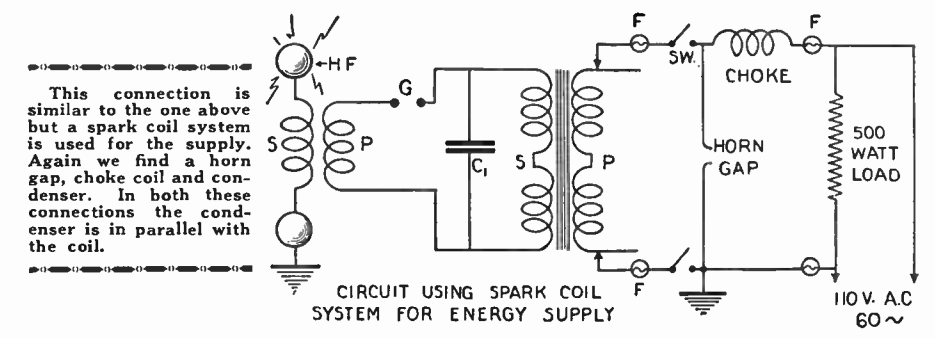 This connection is
similar to the one above
but a spark coil system
is used for the supply.
Again we find a horn
gap, choke coil and con-
denser. In both these
connections the cond-
enser is in parallel with
the coil.
HF
S
P
G
C₁
S
P
F
SW.
CHOKE
F
HORN
GAP
500
WATT
LOAD
F
110 V. A.C
60~
CIRCUIT USING SPARK COIL
SYSTEM FOR ENERGY SUPPLY